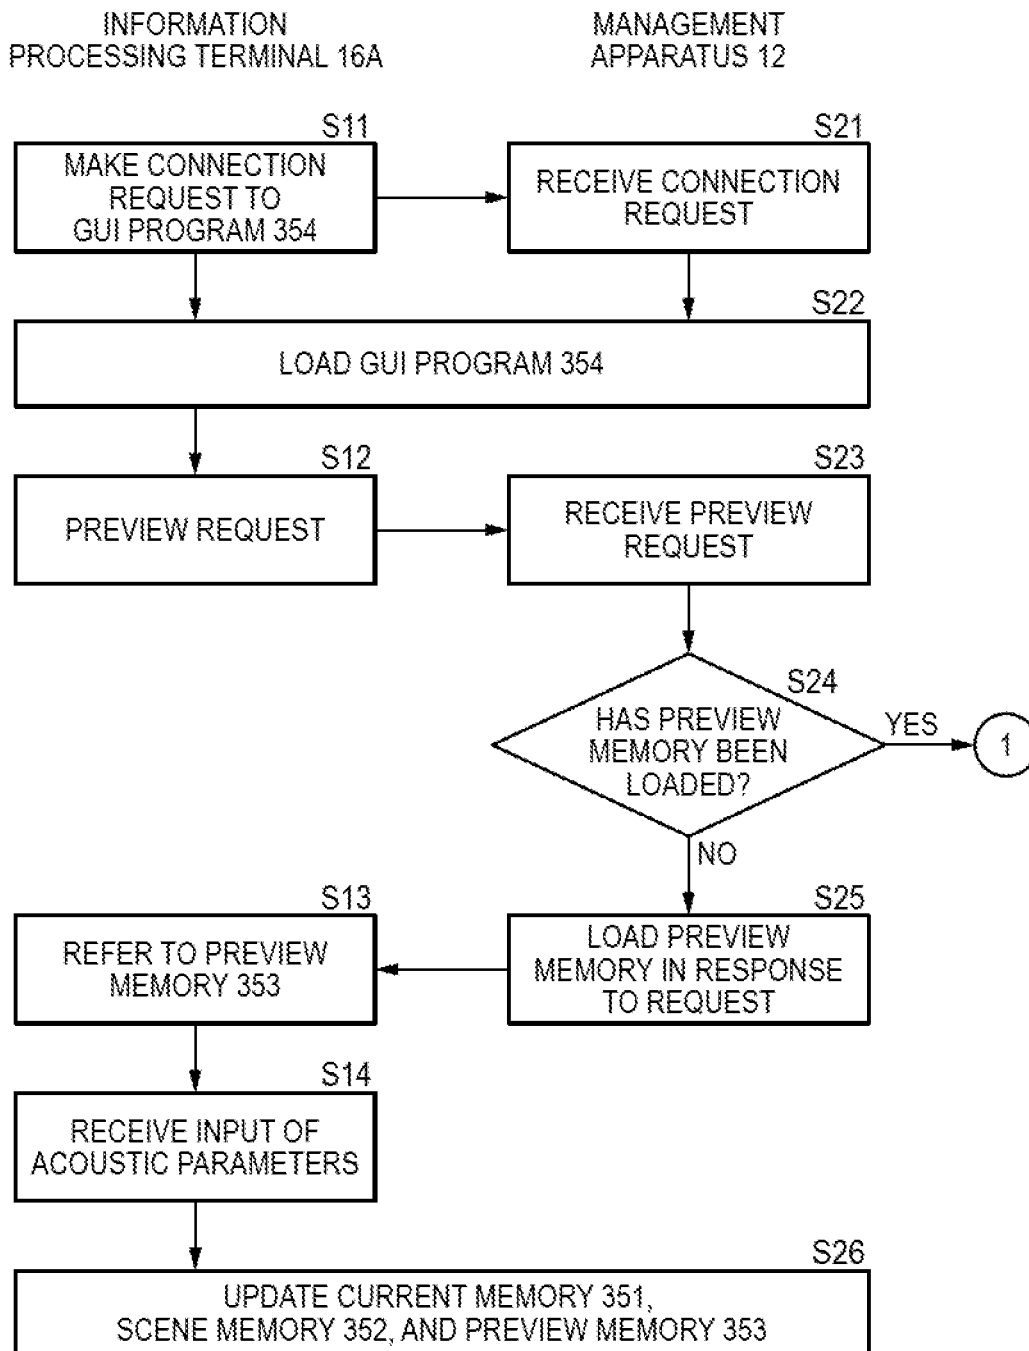 INFORMATION
PROCESSING TERMINAL 16A
MANAGEMENT
APPARATUS 12
S11
MAKE CONNECTION
REQUEST TO
GUI PROGRAM 354
S21
RECEIVE CONNECTION
REQUEST
S22
LOAD GUI PROGRAM 354
S12
PREVIEW REQUEST
S23
RECEIVE PREVIEW
REQUEST
S24
HAS PREVIEW
MEMORY BEEN
LOADED?
YES
1
NO
S13
REFER TO PREVIEW
MEMORY 353
S25
LOAD PREVIEW
MEMORY IN RESPONSE
TO REQUEST
S14
RECEIVE INPUT OF
ACOUSTIC PARAMETERS
S26
UPDATE CURRENT MEMORY 351,
SCENE MEMORY 352, AND PREVIEW MEMORY 353